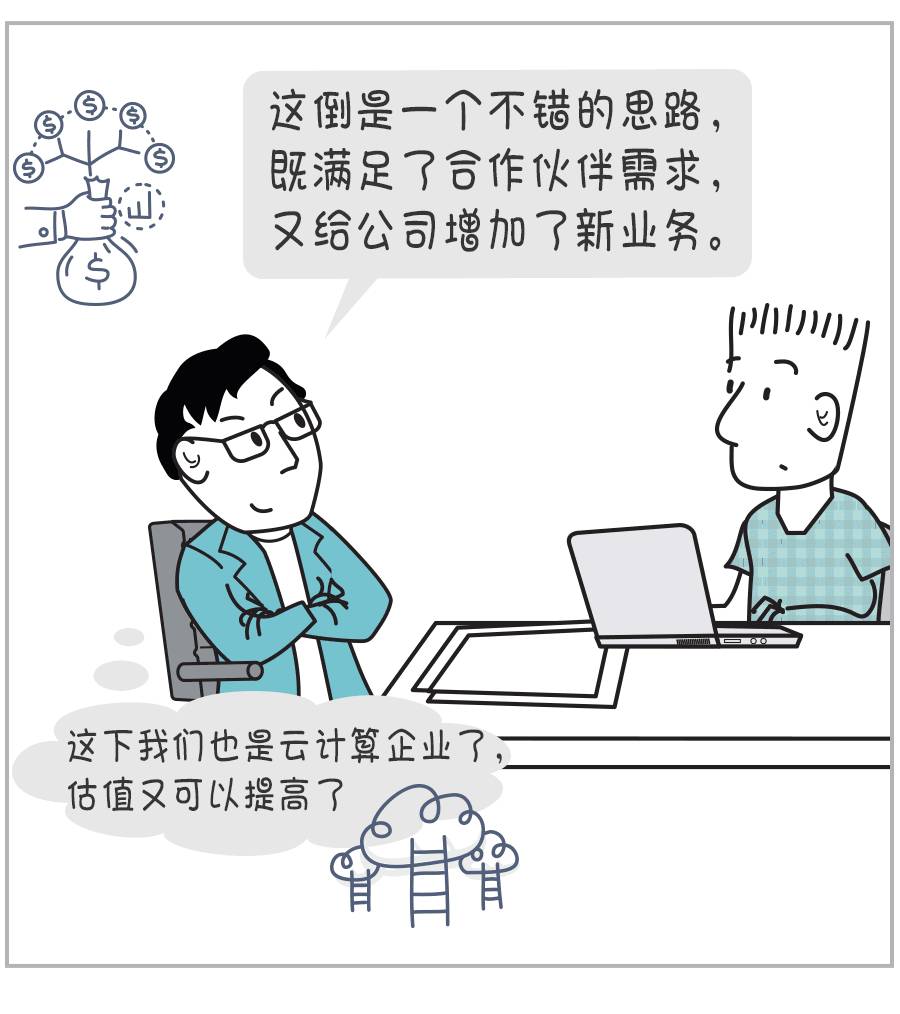 这倒是一个不错的思路，
既满足了合作伙伴需求，
又给公司增加了新业务。
这下我们也是云计算企业了，
估值又可以提高了